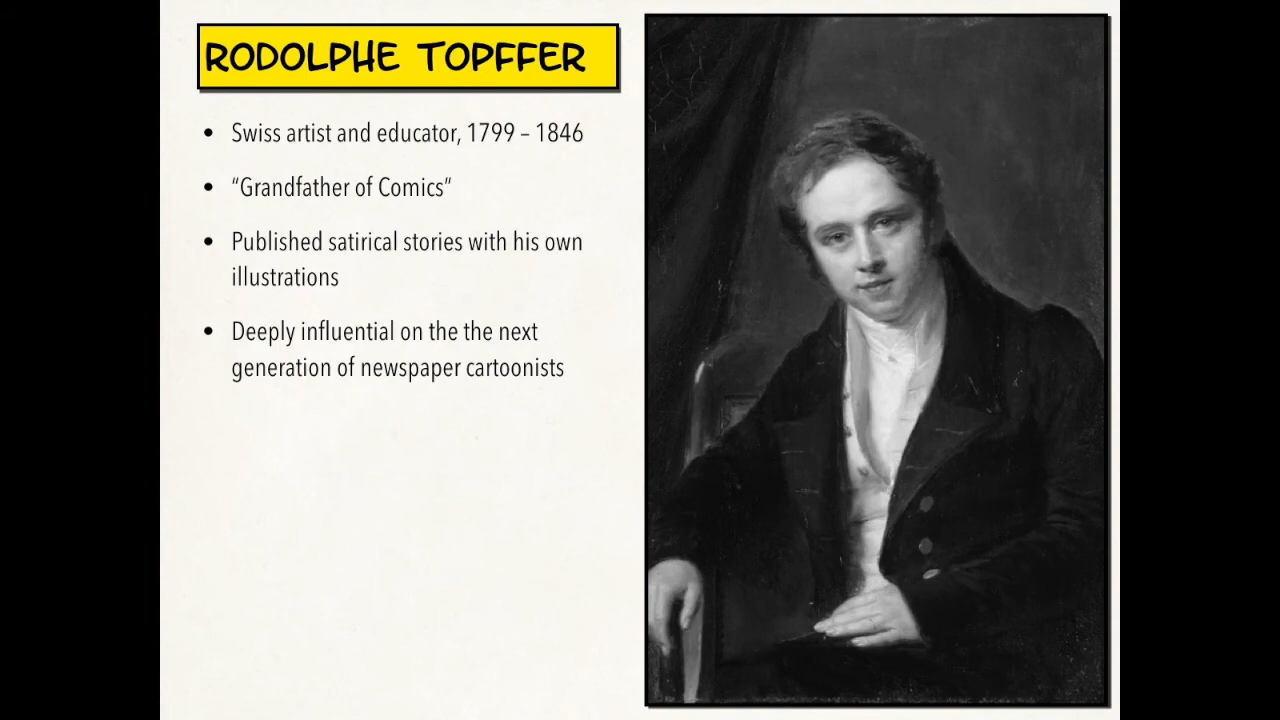 RODOLPHE TOPFFER
• Swiss artist and educator, 1799 – 1846
• “Grandfather of Comics”
• Published satirical stories with his own
illustrations
• Deeply influential on the the next
generation of newspaper cartoonists